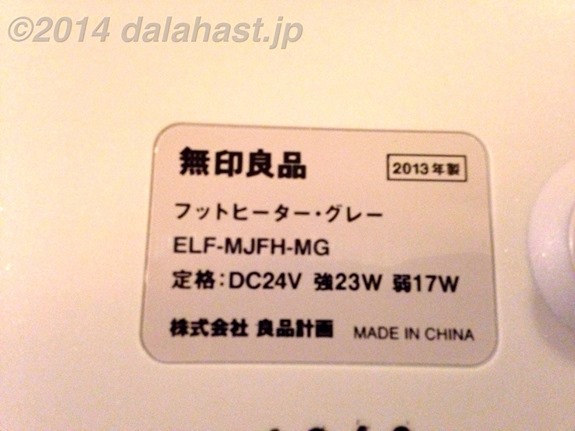 ©2014 dalahast.jp
無印良品 2013年製
フットヒーター・グレー
ELF-MJFH-MG
定格:DC24V 強23W 弱17W
株式会社 良品計画 MADE IN CHINA